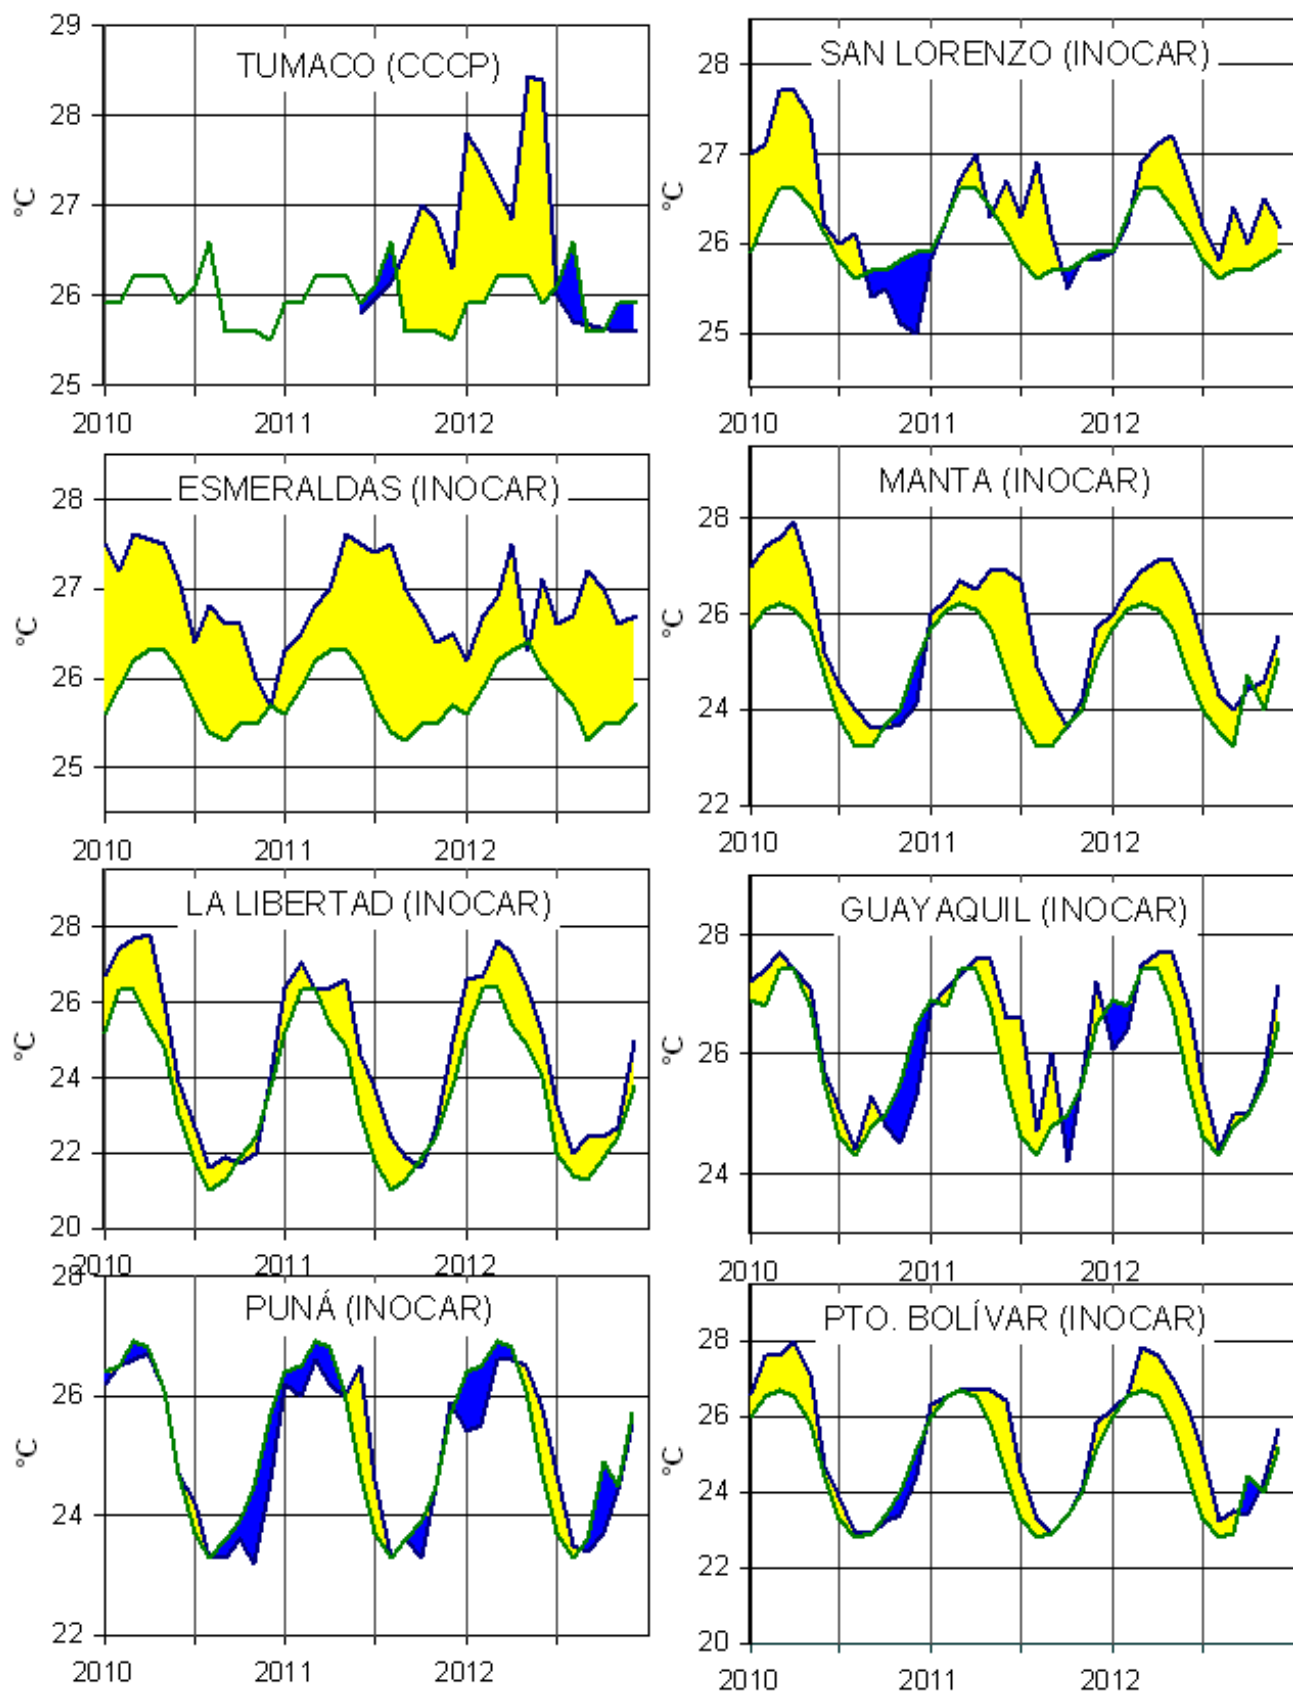 TUMACO (CCCP)
29
28
27
26
25
°C
2010 2011 2012
SAN LORENZO (INOCAR)
28
27
26
25
°C
2010 2011 2012
ESMERALDAS (INOCAR)
28
27
26
25
°C
2010 2011 2012
MANTA (INOCAR)
28
26
24
22
°C
2010 2011 2012
LA LIBERTAD (INOCAR)
28
26
24
22
20
°C
2010 2011 2012
GUAYAQUIL (INOCAR)
28
26
24
°C
2010 2011 2012
PUNÁ (INOCAR)
28
26
24
22
°C
2010 2011 2012
PTO. BOLÍVAR (INOCAR)
28
26
24
22
20
°C
2010 2011 2012